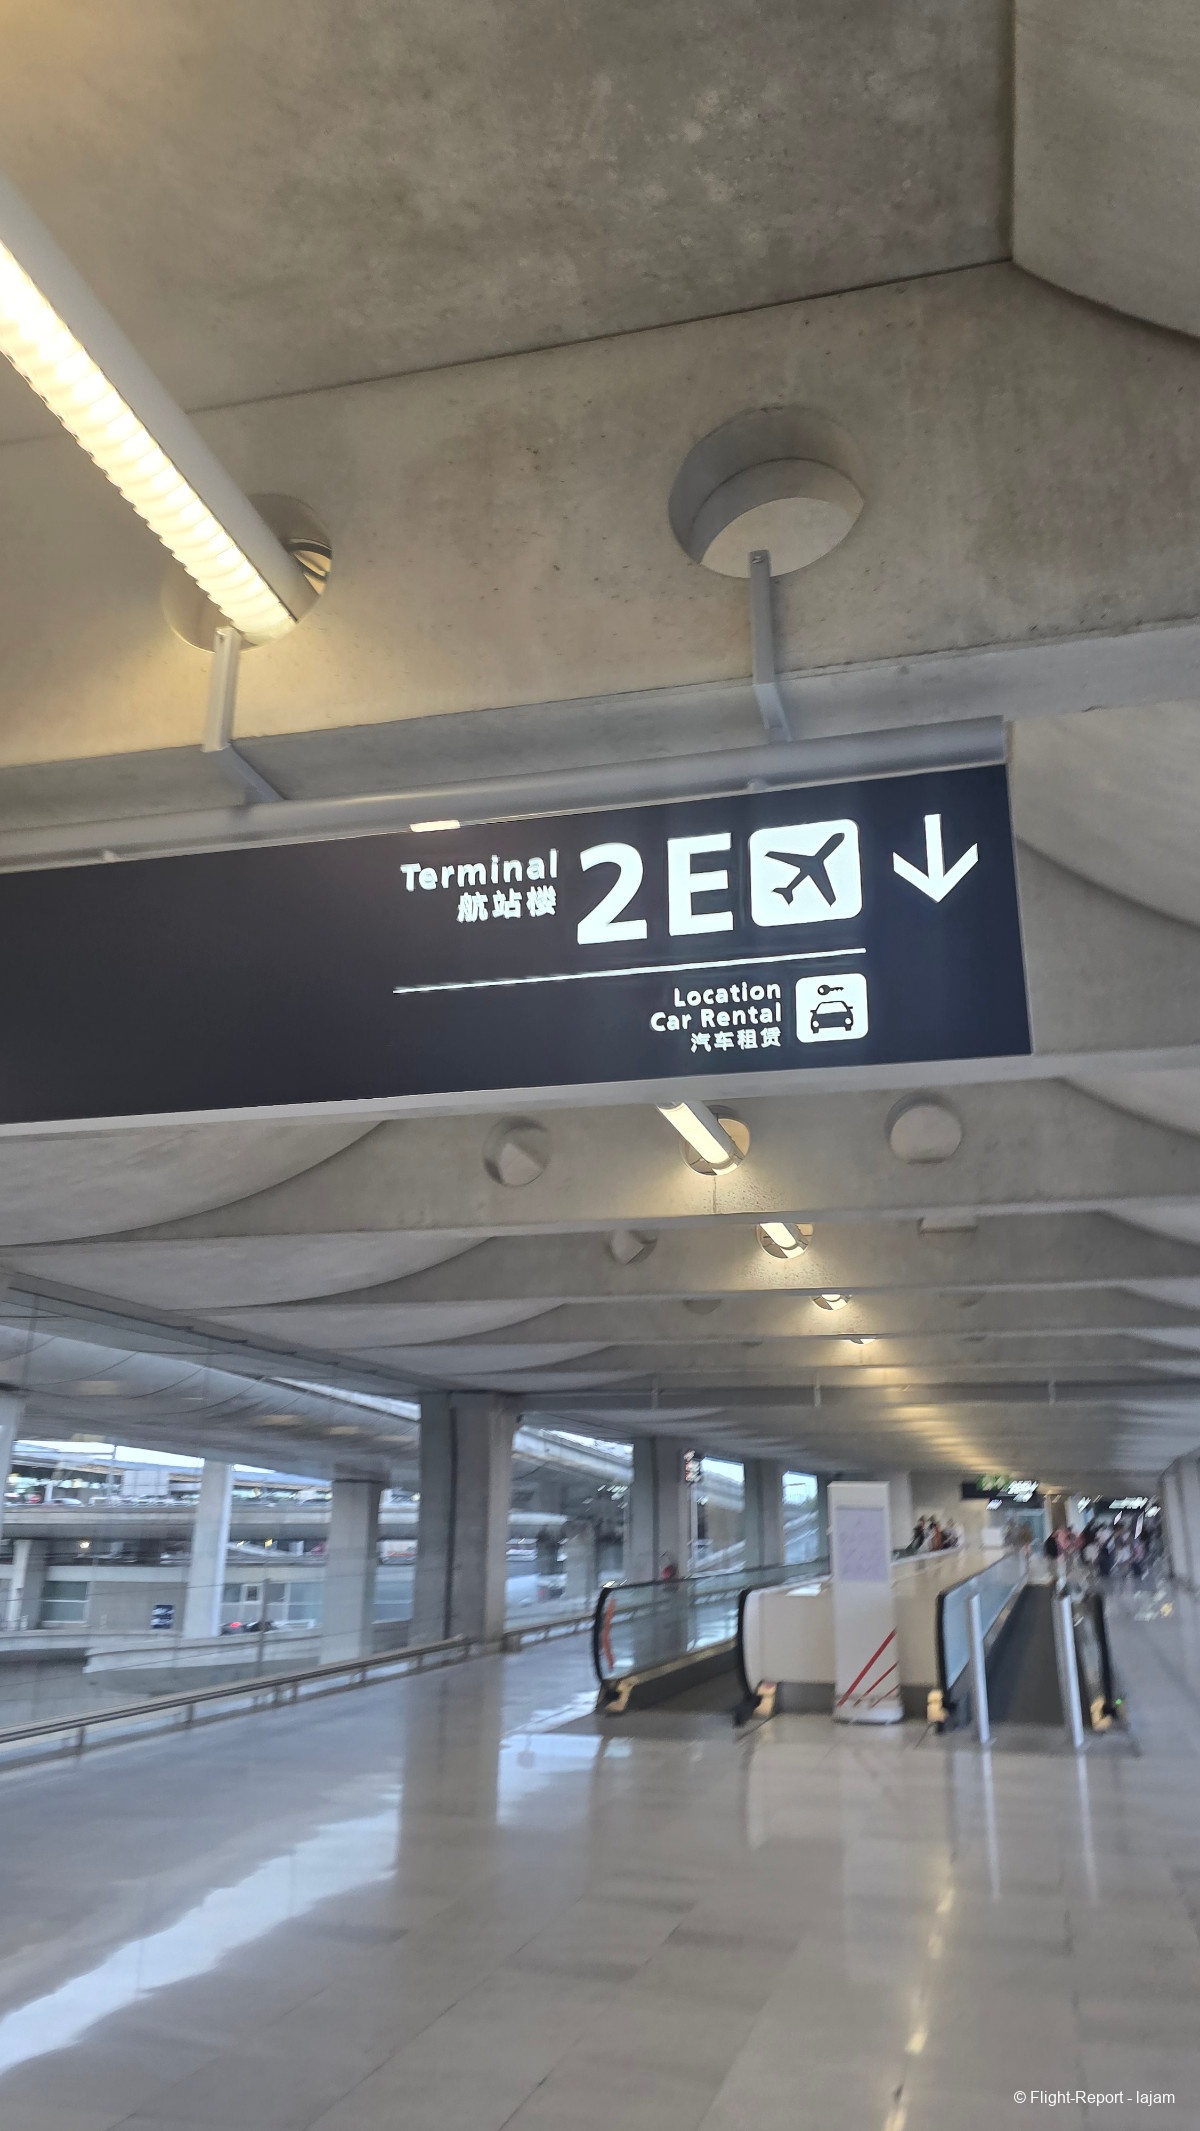 Terminal 2E
航站楼
Location
Car Rental
汽车租赁
© Flight-Report - lajam